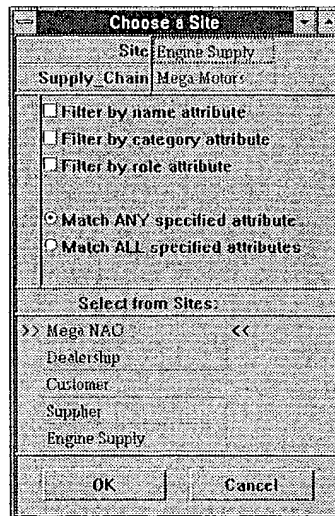 Choose a Site
Site Engine Supply
Supply_Chain Mega Motors
Filter by name attribute
Filter by category attribute
Filter by role attribute
Match ANY specified attribute
Match ALL specified attributes
Select from Sites:
>> Mega NAO <<
Dealership
Customer
Supplier
Engine Supply
OK Cancel